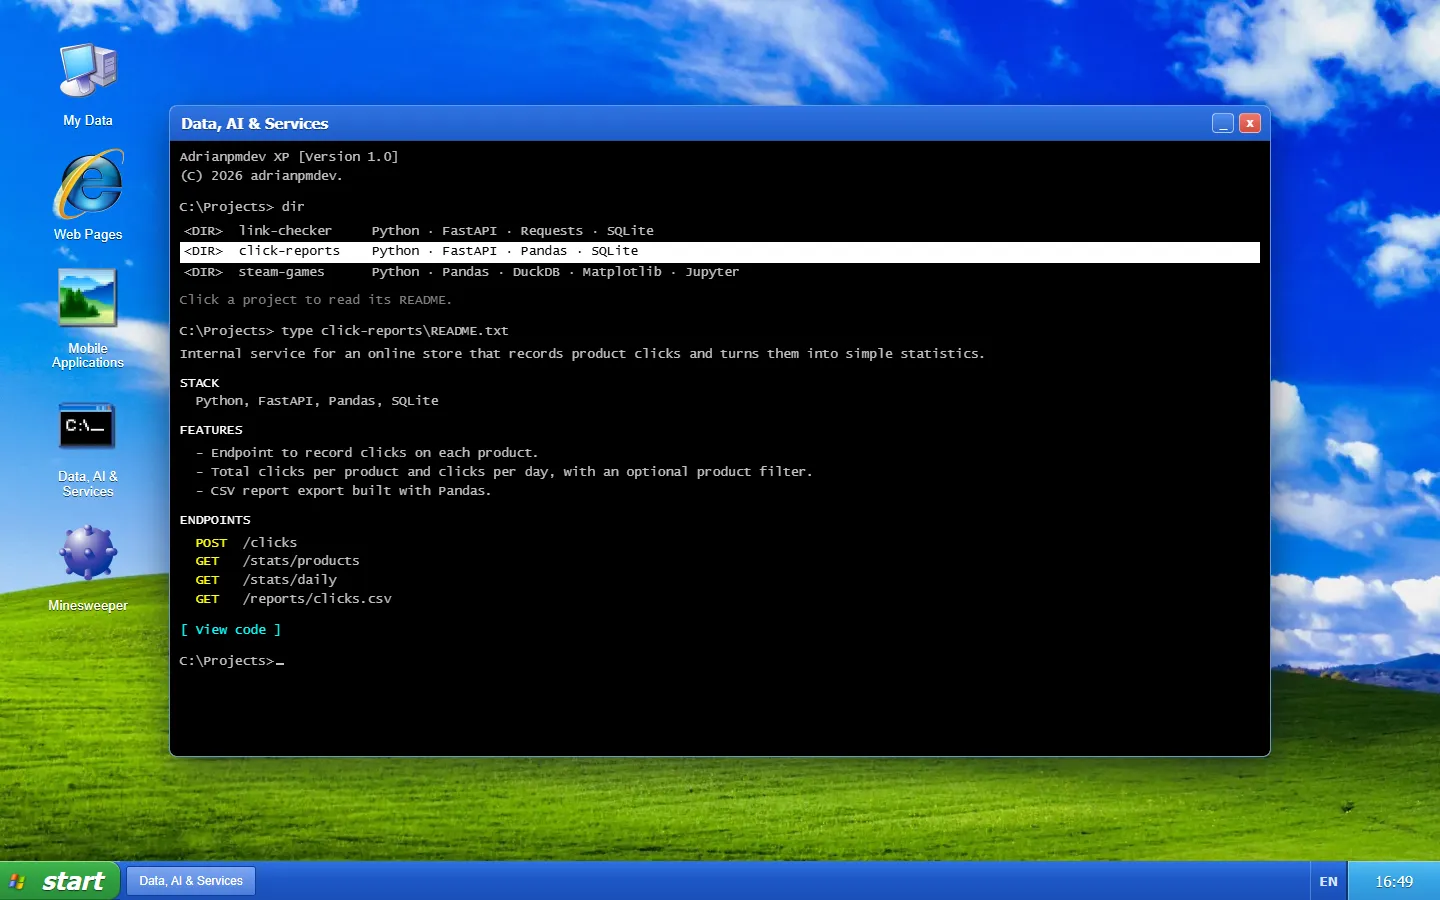 My Data
Web Pages
Mobile
Applications
C:\_
Data, AI &
Services
Minesweeper
Data, AI & Services
_
x
Adrianpmdev XP [Version 1.0]
(C) 2026 adrianpmdev.
C:\Projects> dir
<DIR> link-checker Python · FastAPI · Requests · SQLite
<DIR> click-reports Python · FastAPI · Pandas · SQLite
<DIR> steam-games Python · Pandas · DuckDB · Matplotlib · Jupyter
Click a project to read its README.
C:\Projects> type click-reports\README.txt
Internal service for an online store that records product clicks and turns them into simple statistics.
STACK
Python, FastAPI, Pandas, SQLite
FEATURES
- Endpoint to record clicks on each product.
- Total clicks per product and clicks per day, with an optional product filter.
- CSV report export built with Pandas.
ENDPOINTS
POST /clicks
GET /stats/products
GET /stats/daily
GET /reports/clicks.csv
[ View code ]
C:\Projects>_
start
Data, AI & Services
EN
16:49